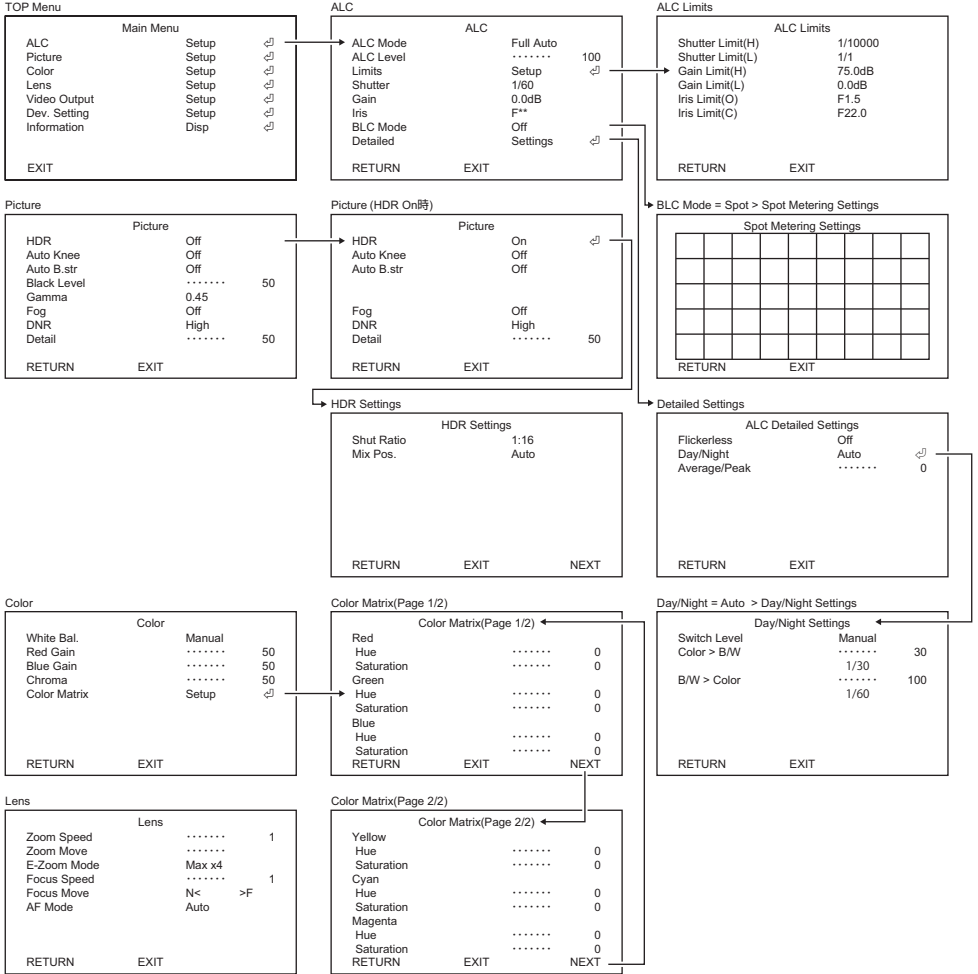 TOP Menu
Main Menu
ALC Setup ⏎
Picture Setup ⏎
Color Setup ⏎
Lens Setup ⏎
Video Output Setup ⏎
Dev. Setting Setup ⏎
Information Disp ⏎
EXIT
ALC
ALC
ALC Mode Full Auto
ALC Level ······· 100
Limits Setup ⏎
Shutter 1/60
Gain 0.0dB
Iris F**
BLC Mode Off
Detailed Settings ⏎
RETURN EXIT
ALC Limits
ALC Limits
Shutter Limit(H) 1/10000
Shutter Limit(L) 1/1
Gain Limit(H) 75.0dB
Gain Limit(L) 0.0dB
Iris Limit(O) F1.5
Iris Limit(C) F22.0
RETURN EXIT
Picture
Picture
HDR Off
Auto Knee Off
Auto B.str Off
Black Level ······· 50
Gamma 0.45
Fog Off
DNR High
Detail ······· 50
RETURN EXIT
Picture (HDR On時)
Picture
HDR On ⏎
Auto Knee Off
Auto B.str Off
Fog Off
DNR High
Detail ······· 50
RETURN EXIT
BLC Mode = Spot > Spot Metering Settings
Spot Metering Settings
RETURN EXIT
HDR Settings
HDR Settings
Shut Ratio 1:16
Mix Pos. Auto
RETURN EXIT NEXT
Detailed Settings
ALC Detailed Settings
Flickerless Off
Day/Night Auto ⏎
Average/Peak ······· 0
RETURN EXIT
Color
Color
White Bal. Manual
Red Gain ······· 50
Blue Gain ······· 50
Chroma ······· 50
Color Matrix Setup ⏎
RETURN EXIT
Color Matrix(Page 1/2)
Color Matrix(Page 1/2)
Red
Hue ······· 0
Saturation ······· 0
Green
Hue ······· 0
Saturation ······· 0
Blue
Hue ······· 0
Saturation ······· 0
RETURN EXIT NEXT
Day/Night = Auto > Day/Night Settings
Day/Night Settings
Switch Level Manual
Color > B/W ······· 30
1/30
B/W > Color ······· 100
1/60
RETURN EXIT
Lens
Lens
Zoom Speed ······· 1
Zoom Move ·······
E-Zoom Mode Max x4
Focus Speed ······· 1
Focus Move N< >F
AF Mode Auto
RETURN EXIT
Color Matrix(Page 2/2)
Color Matrix(Page 2/2)
Yellow
Hue ······· 0
Saturation ······· 0
Cyan
Hue ······· 0
Saturation ······· 0
Magenta
Hue ······· 0
Saturation ······· 0
RETURN EXIT NEXT